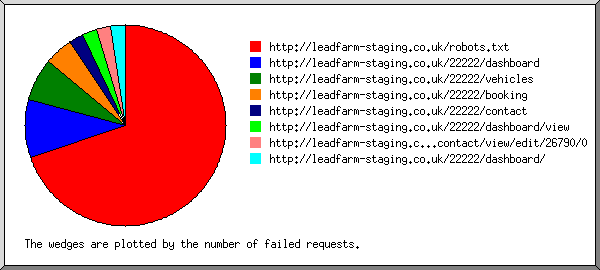 http://leadfarm-staging.co.uk/robots.txt
http://leadfarm-staging.co.uk/22222/dashboard
http://leadfarm-staging.co.uk/22222/vehicles
http://leadfarm-staging.co.uk/22222/booking
http://leadfarm-staging.co.uk/22222/contact
http://leadfarm-staging.co.uk/22222/dashboard/view
http://leadfarm-staging.c...contact/view/edit/26790/0
http://leadfarm-staging.co.uk/22222/dashboard/
The wedges are plotted by the number of failed requests.